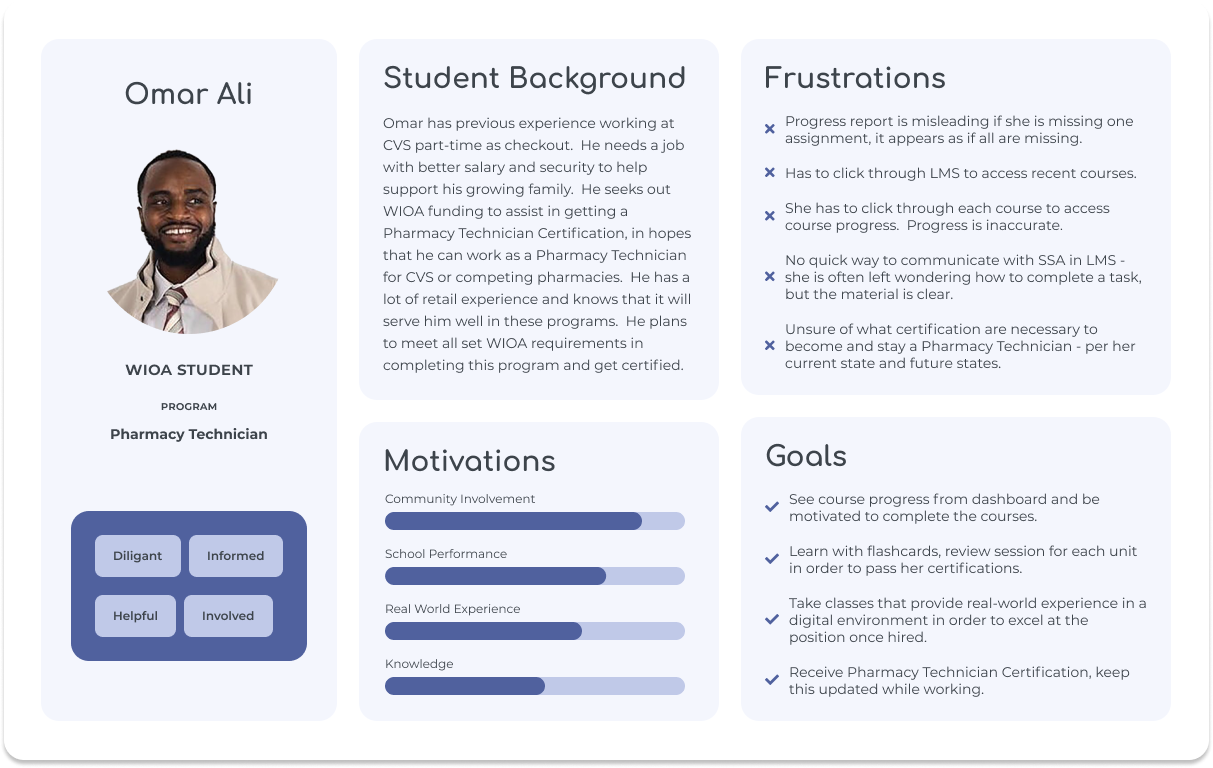 Omar Ali
WIOA STUDENT
PROGRAM
Pharmacy Technician
Diligant
Informed
Helpful
Involved
Student Background
Omar has previous experience working at
CVS part-time as checkout.  He needs a job
with better salary and security to help
support his growing family.  He seeks out
WIOA funding to assist in getting a
Pharmacy Technician Certification, in hopes
that he can work as a Pharmacy Technician
for CVS or competing pharmacies.  He has a
lot of retail experience and knows that it will
serve him well in these programs.  He plans
to meet all set WIOA requirements in
completing this program and get certified.
Motivations
Community Involvement
School Performance
Real World Experience
Knowledge
Frustrations
Progress report is misleading if she is missing one
assignment, it appears as if all are missing.
Has to click through LMS to access recent courses.
She has to click through each course to access
course progress.  Progress is inaccurate.
No quick way to communicate with SSA in LMS -
she is often left wondering how to complete a task,
but the material is clear.
Unsure of what certification are necessary to
become and stay a Pharmacy Technician - per her
current state and future states.
Goals
See course progress from dashboard and be
motivated to complete the courses.
Learn with flashcards, review session for each unit
in order to pass her certifications.
Take classes that provide real-world experience in a
digital environment in order to excel at the
position once hired.
Receive Pharmacy Technician Certification, keep
this updated while working.